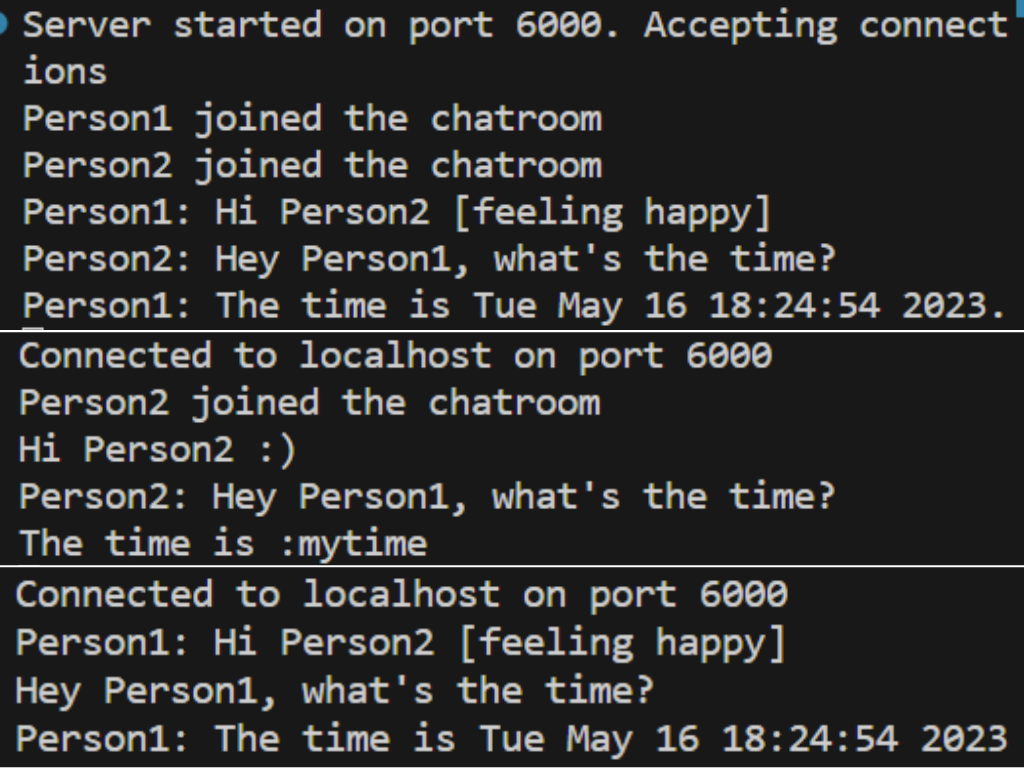 Server started on port 6000. Accepting connect
ions
Person1 joined the chatroom
Person2 joined the chatroom
Person1: Hi Person2 [feeling happy]
Person2: Hey Person1, what's the time?
Person1: The time is Tue May 16 18:24:54 2023.
Connected to localhost on port 6000
Person2 joined the chatroom
Hi Person2 :)
Person2: Hey Person1, what's the time?
The time is :mytime
Connected to localhost on port 6000
Person1: Hi Person2 [feeling happy]
Hey Person1, what's the time?
Person1: The time is Tue May 16 18:24:54 2023